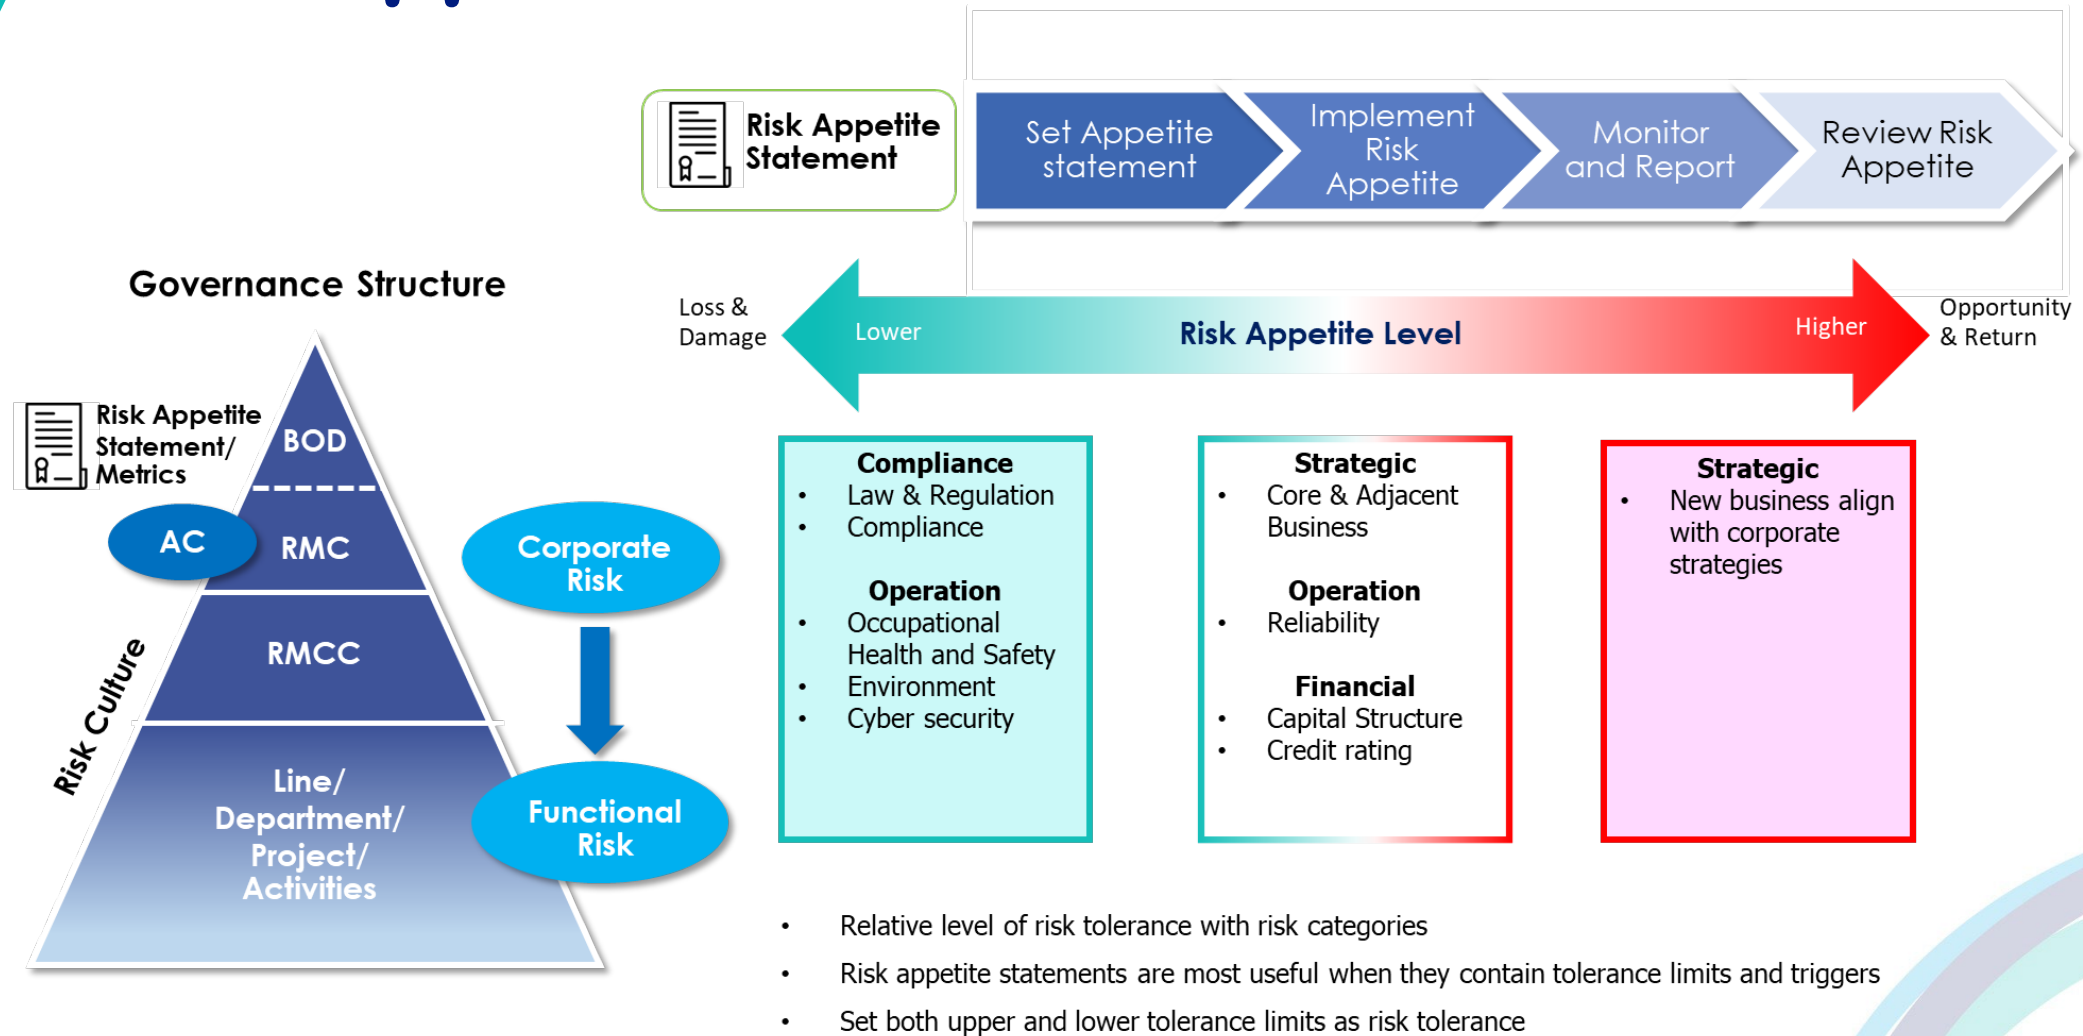 Risk Appetite
Statement
Set Appetite
statement
Implement
Risk
Appetite
Monitor
and Report
Review Risk
Appetite
Governance Structure
Risk Appetite
Statement/
Metrics
BOD
AC
RMC
RMCC
Line/
Department/
Project/
Activities
Risk Culture
Corporate
Risk
Functional
Risk
Loss &
Damage
Lower
Risk Appetite Level
Higher
Opportunity
& Return
Compliance
• Law & Regulation
• Compliance
Operation
• Occupational
Health and Safety
• Environment
• Cyber security
Strategic
• Core & Adjacent
Business
Operation
• Reliability
Financial
• Capital Structure
• Credit rating
Strategic
• New business align
with corporate
strategies
• Relative level of risk tolerance with risk categories
• Risk appetite statements are most useful when they contain tolerance limits and triggers
• Set both upper and lower tolerance limits as risk tolerance